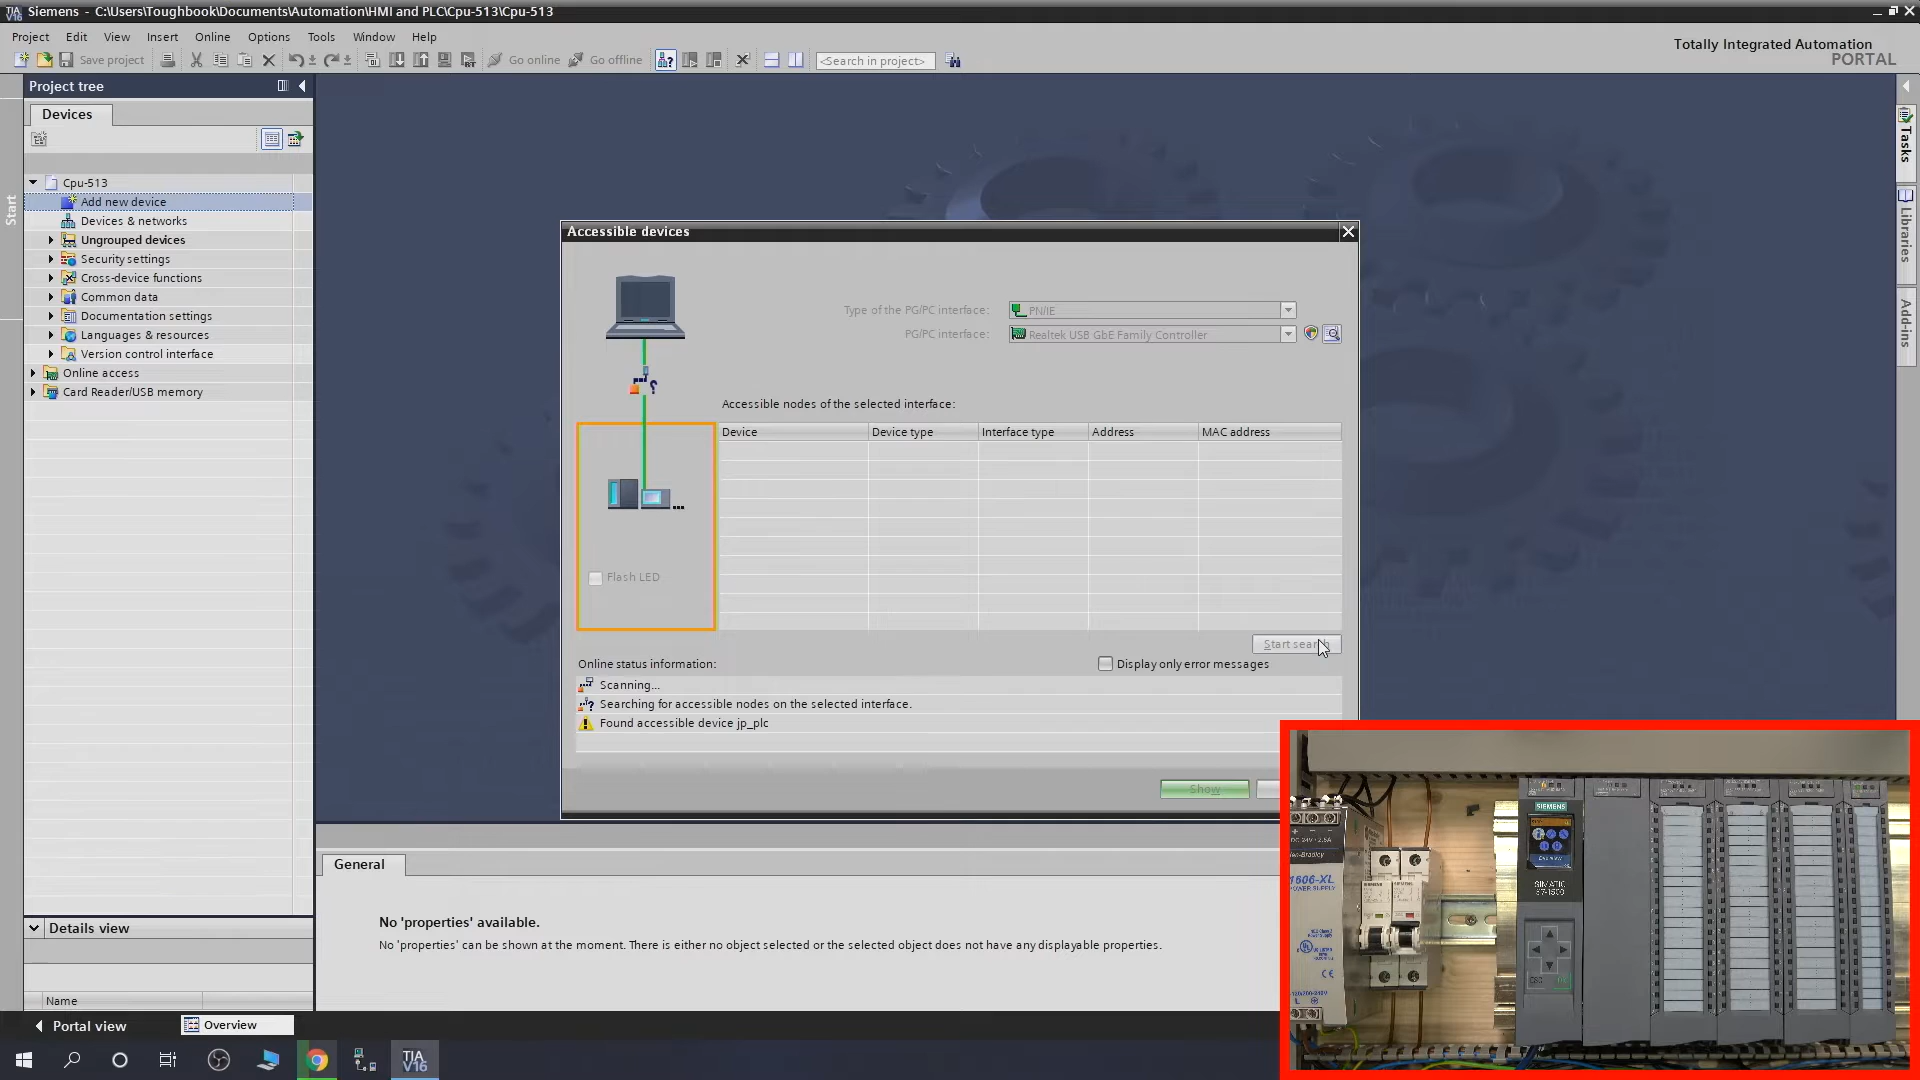 Siemens - C:\Users\Toughbook\Documents\Automation\HMI and PLC\Cpu-513\Cpu-513
Project Edit View Insert Online Options Tools Window Help
Totally Integrated Automation
PORTAL
Save project
Go online
Go offline
<Search in project>
Project tree
Devices
Start
Cpu-513
Add new device
Devices & networks
Ungrouped devices
Security settings
Cross-device functions
Common data
Documentation settings
Languages & resources
Version control interface
Online access
Card Reader/USB memory
Details view
Name
Accessible devices
Type of the PG/PC interface: PN/IE
PG/PC interface: Realtek USB GbE Family Controller
Accessible nodes of the selected interface:
Device Device type Interface type Address MAC address
Flash LED
Start search
Online status information:
Display only error messages
Scanning...
Searching for accessible nodes on the selected interface.
Found accessible device jp_plc
Show
General
No 'properties' available.
No 'properties' can be shown at the moment. There is either no object selected or the selected object does not have any displayable properties.
Tasks
Libraries
Add-ins
Portal view
Overview
TIA
V16
SIEMENS
SIMATIC
S7-1500
1606-XL
POWER SUPPLY